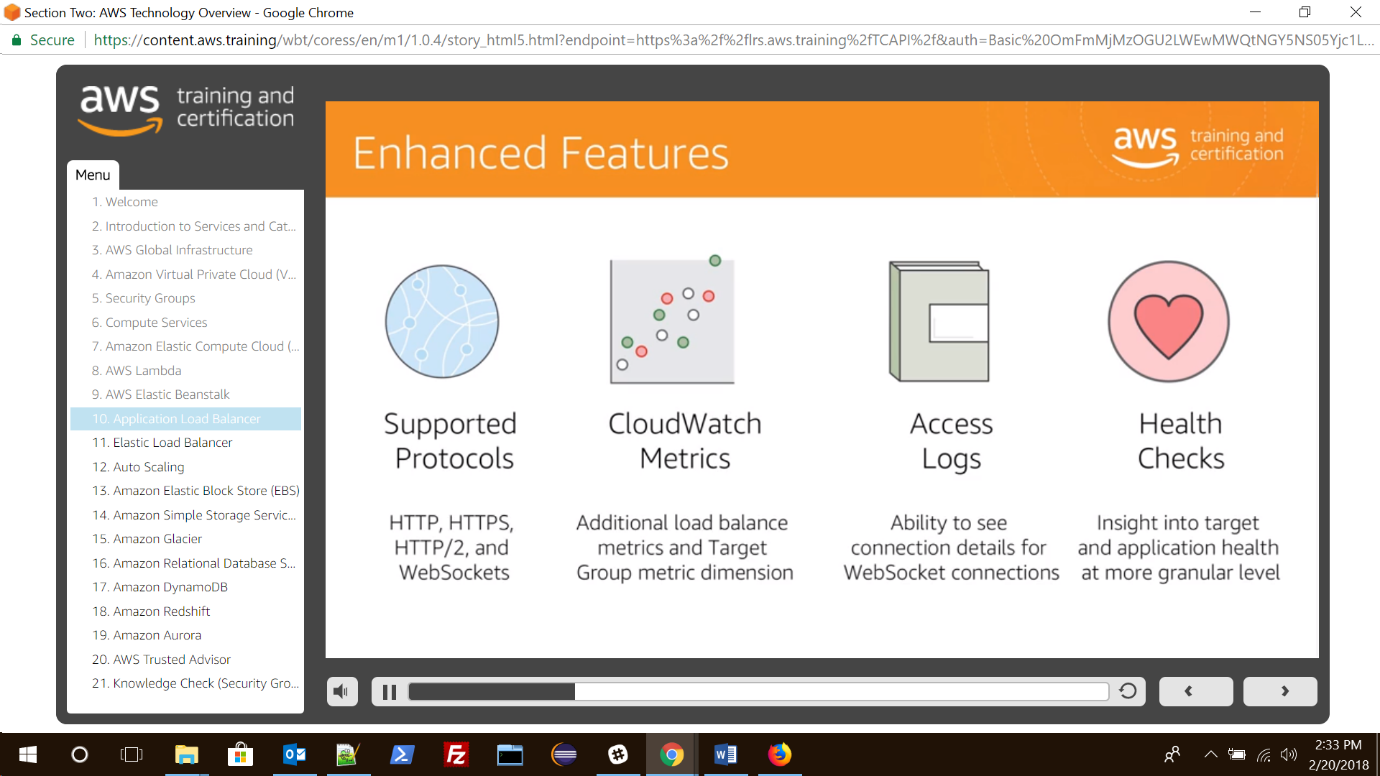 Section Two: AWS Technology Overview - Google Chrome
Secure https://content.aws.training/wbt/coress/en/m1/1.0.4/story_html5.html?endpoint=https%3a%2f%2flrs.aws.training%2fTCAPI%2f&auth=Basic%20OmFmMjMzOGU2LWEwMWQtNGY5NS05Yjc1L...
aws training and
certification
Menu
1. Welcome
2. Introduction to Services and Cat...
3. AWS Global Infrastructure
4. Amazon Virtual Private Cloud (V...
5. Security Groups
6. Compute Services
7. Amazon Elastic Compute Cloud (...
8. AWS Lambda
9. AWS Elastic Beanstalk
10. Application Load Balancer
11. Elastic Load Balancer
12. Auto Scaling
13. Amazon Elastic Block Store (EBS)
14. Amazon Simple Storage Servic...
15. Amazon Glacier
16. Amazon Relational Database S...
17. Amazon DynamoDB
18. Amazon Redshift
19. Amazon Aurora
20. AWS Trusted Advisor
21. Knowledge Check (Security Gro...
Enhanced Features
aws training and
certification
Supported
Protocols
HTTP, HTTPS,
HTTP/2, and
WebSockets
CloudWatch
Metrics
Additional load balance
metrics and Target
Group metric dimension
Access
Logs
Ability to see
connection details for
WebSocket connections
Health
Checks
Insight into target
and application health
at more granular level
2:33 PM
2/20/2018